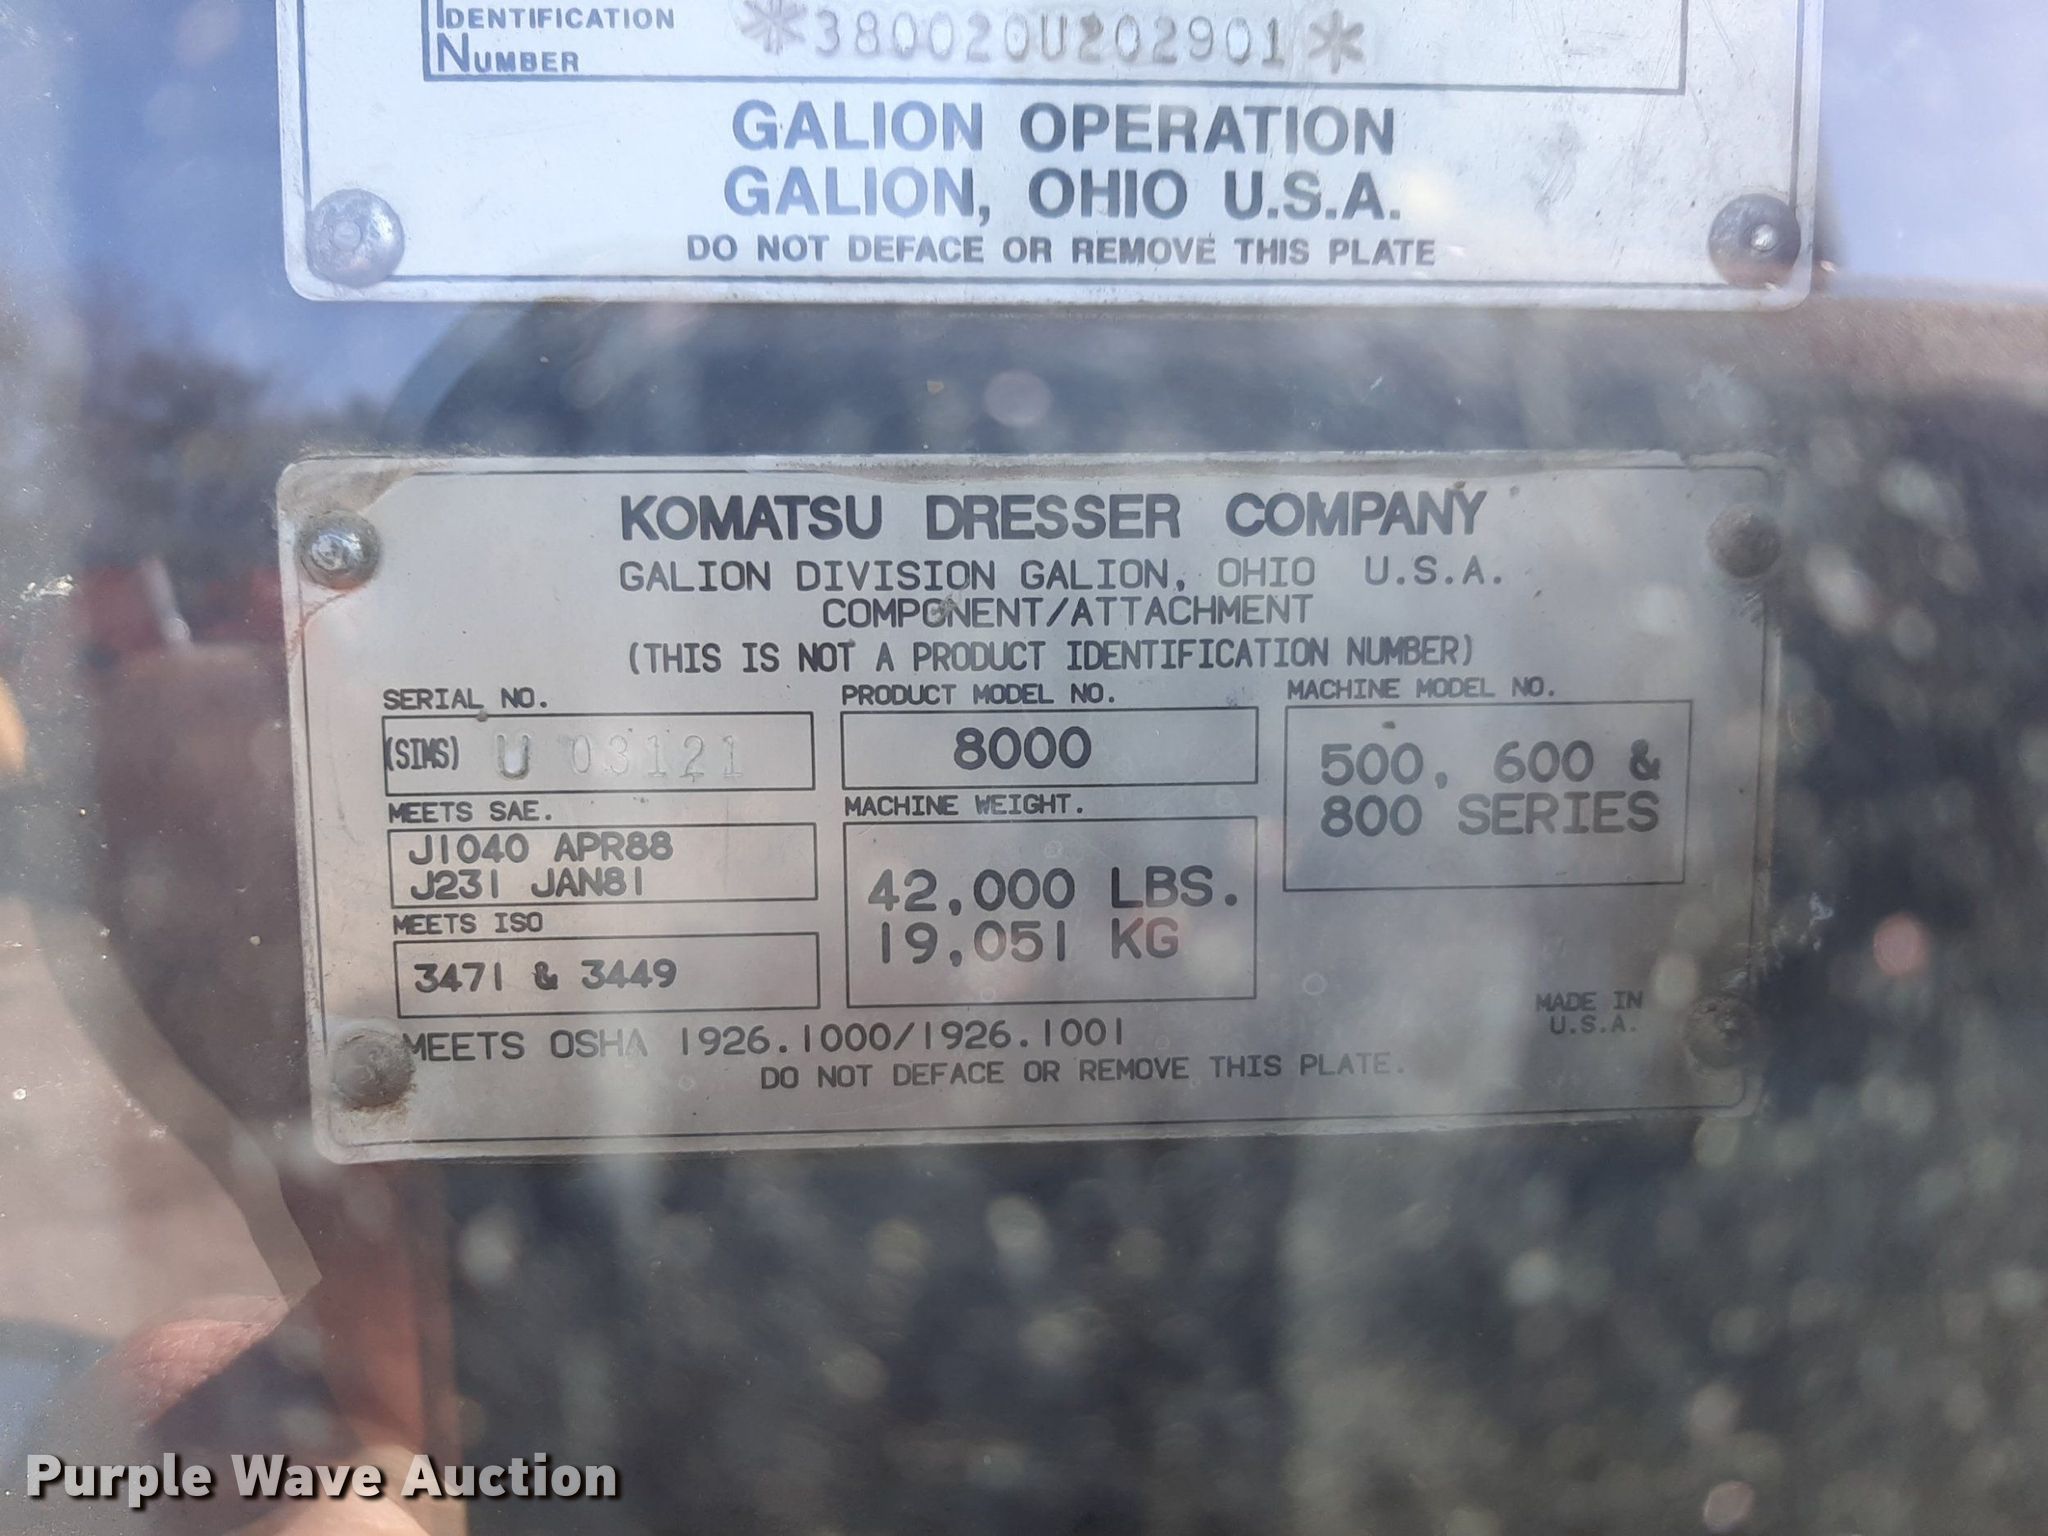 IDENTIFICATION
NUMBER
*380020U202901*
GALION OPERATION
GALION, OHIO U.S.A.
DO NOT DEFACE OR REMOVE THIS PLATE
KOMATSU DRESSER COMPANY
GALION DIVISION GALION, OHIO U.S.A.
COMPONENT/ATTACHMENT
(THIS IS NOT A PRODUCT IDENTIFICATION NUMBER)
SERIAL NO.
(SIMS) U 03121
PRODUCT MODEL NO.
8000
MACHINE MODEL NO.
500, 600 &
800 SERIES
MEETS SAE.
J1040 APR88
J231 JAN81
MACHINE WEIGHT.
42,000 LBS.
19,051 KG
MEETS ISO
3471 & 3449
MADE IN
U.S.A.
MEETS OSHA 1926.1000/1926.1001
DO NOT DEFACE OR REMOVE THIS PLATE.
Purple Wave Auction